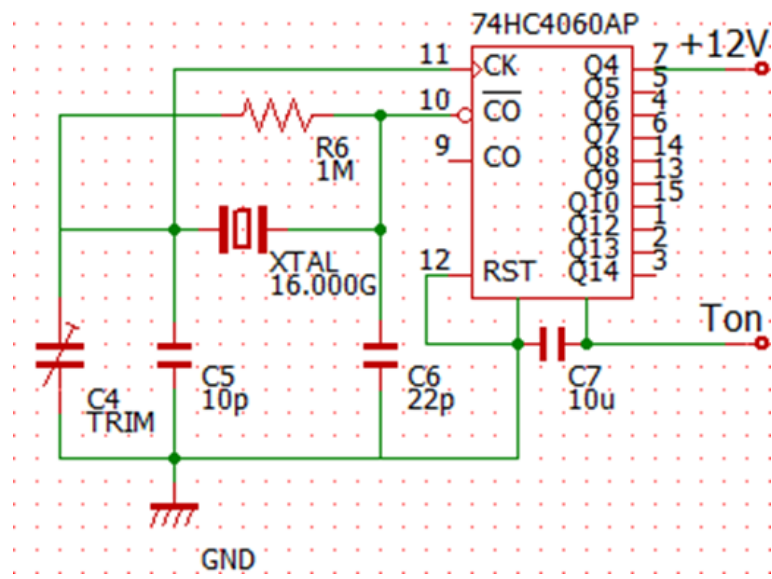 74HC4060AP
+12V
11
CK
Q4
7
Q5
5
10
CO
Q6
4
Q7
6
9
CO
Q8
14
Q9
13
Q10
15
Q12
1
Q13
2
12
RST
Q14
3
R6
1M
XTAL
16.000G
Ton
C4
TRIM
C5
10p
C6
22p
C7
10u
GND